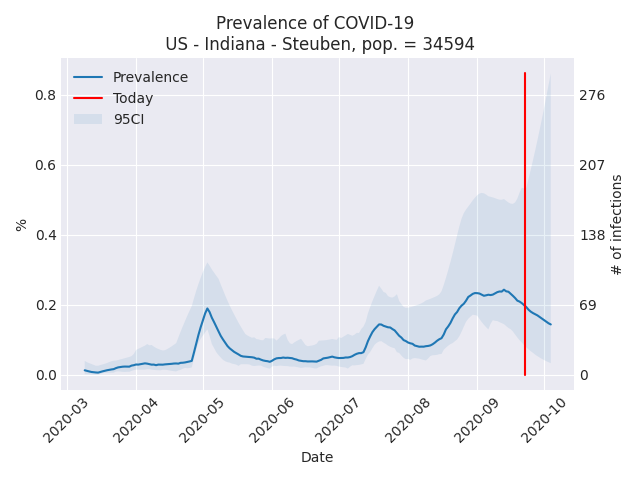 Prevalence of COVID-19
US - Indiana - Steuben, pop. = 34594
Prevalence
Today
95CI
0.8
0.6
0.4
0.2
0.0
%
276
207
138
69
0
# of infections
2020-03
2020-04
2020-05
2020-06
2020-07
2020-08
2020-09
2020-10
Date